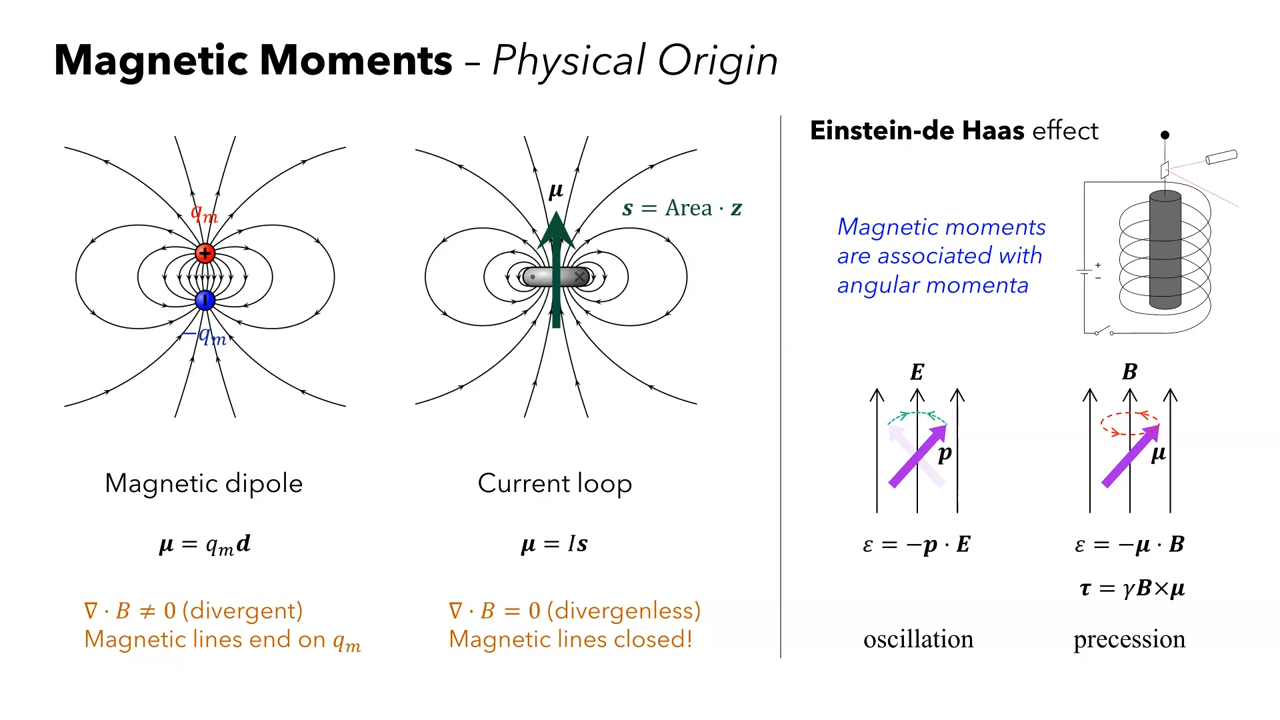 Magnetic Moments – Physical Origin
q_m
+
−q_m
Magnetic dipole
μ = q_m d
∇ · B ≠ 0 (divergent)
Magnetic lines end on q_m
μ
s = Area · z
Current loop
μ = Is
∇ · B = 0 (divergenless)
Magnetic lines closed!
Einstein-de Haas effect
Magnetic moments
are associated with
angular momenta
+
−
E
p
ε = −p · E
oscillation
B
μ
ε = −μ · B
τ = γB×μ
precession